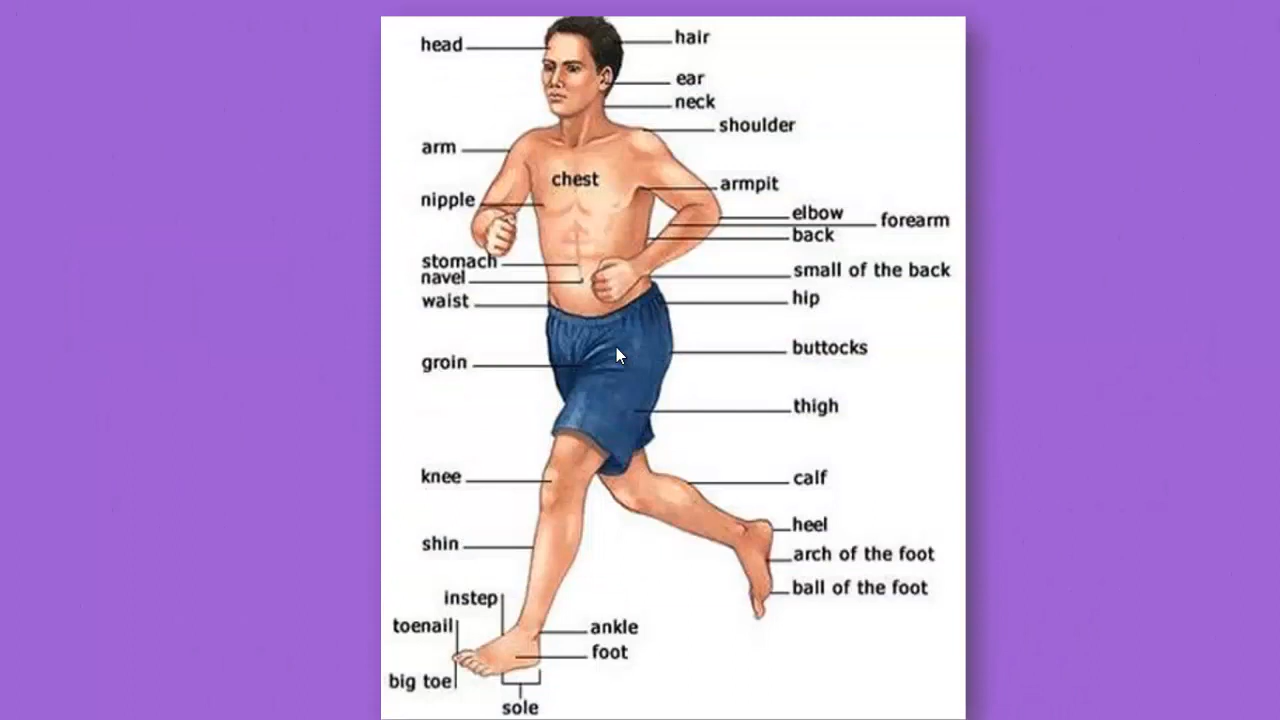 head
hair
ear
neck
shoulder
arm
chest
armpit
nipple
elbow
forearm
back
stomach
small of the back
navel
waist
hip
buttocks
groin
thigh
knee
calf
heel
shin
arch of the foot
ball of the foot
instep
toenail
ankle
foot
big toe
sole